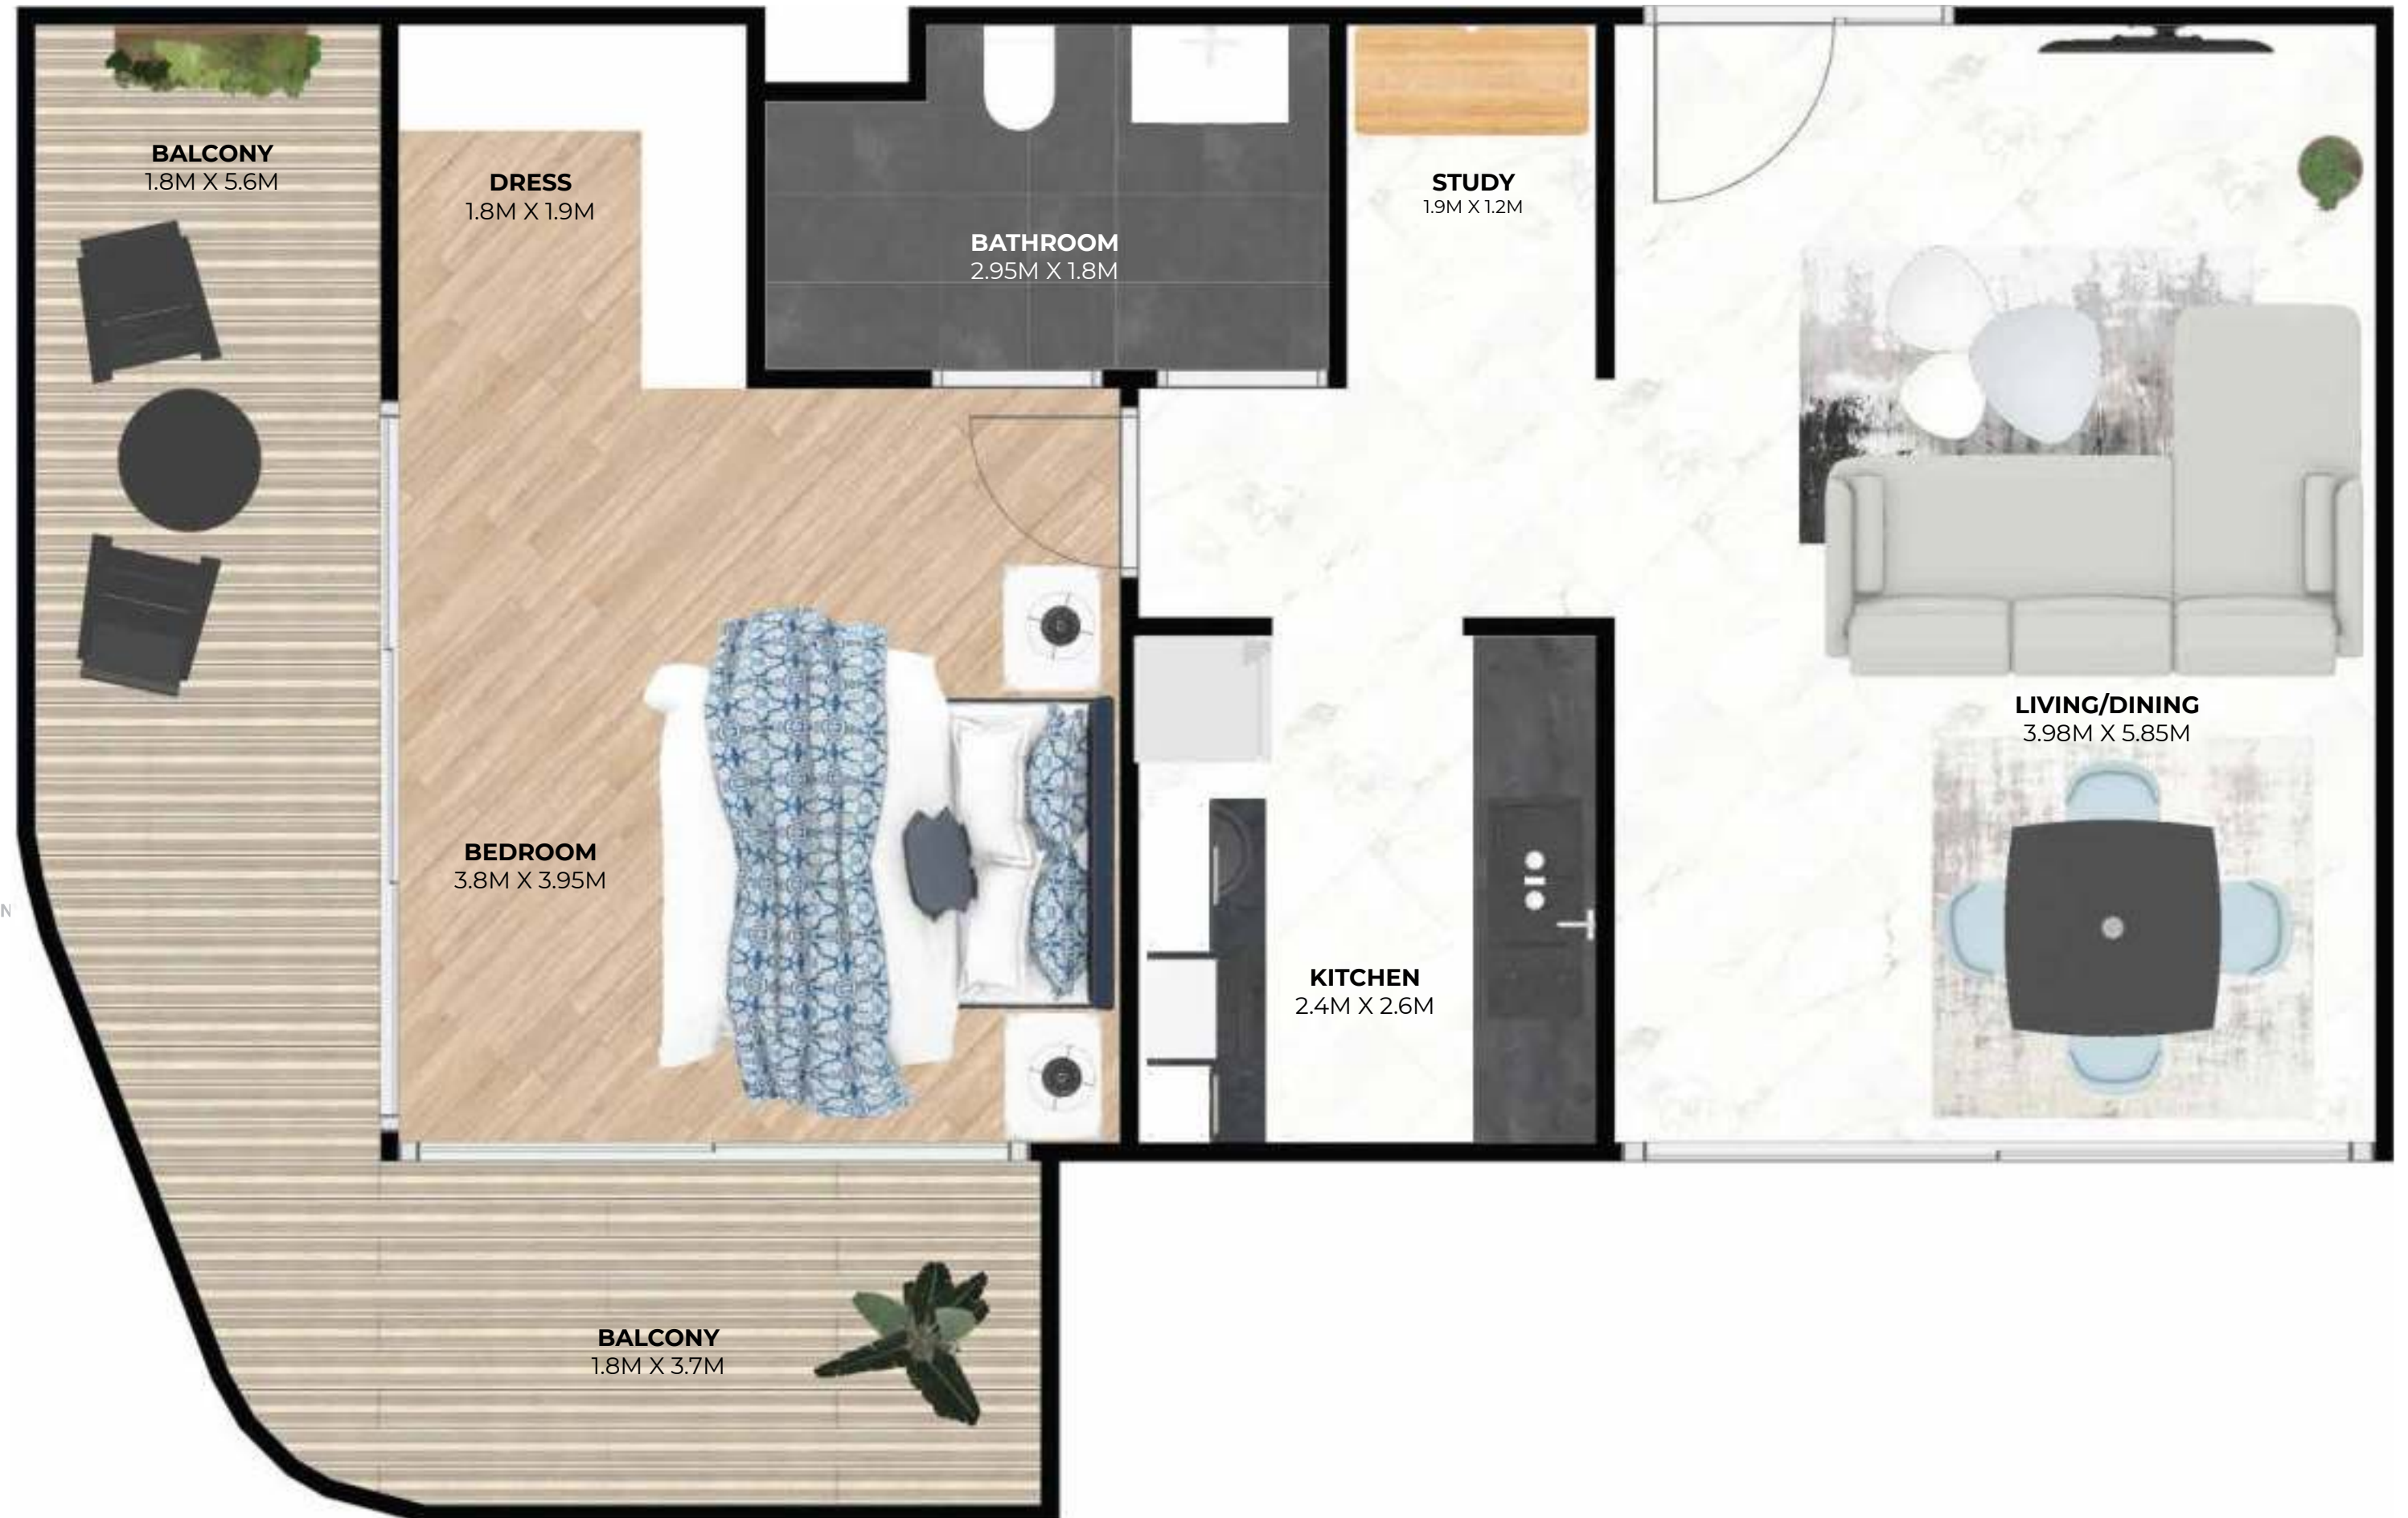 BALCONY
1.8M X 5.6M
DRESS
1.8M X 1.9M
BATHROOM
2.95M X 1.8M
STUDY
1.9M X 1.2M
LIVING/DINING
3.98M X 5.85M
BEDROOM
3.8M X 3.95M
KITCHEN
2.4M X 2.6M
BALCONY
1.8M X 3.7M
N